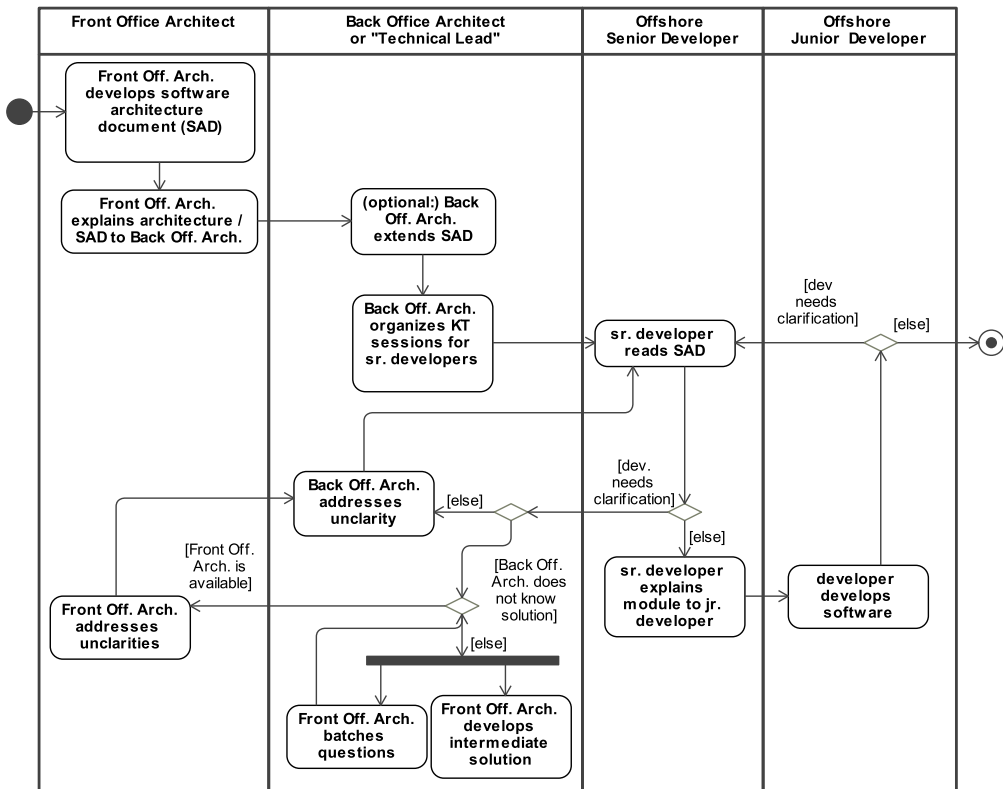 Front Office Architect
Back Office Architect
or "Technical Lead"
Offshore
Senior Developer
Offshore
Junior Developer
Front Off. Arch.
develops software
architecture
document (SAD)
Front Off. Arch.
explains architecture /
SAD to Back Off. Arch.
(optional:) Back
Off. Arch.
extends SAD
Back Off. Arch.
organizes KT
sessions for
sr. developers
sr. developer
reads SAD
[dev
needs
clarification]
[else]
Back Off. Arch.
addresses
unclarity
[else]
[dev.
needs
clarification]
[else]
[Front Off.
Arch. is
available]
[Back Off.
Arch. does
not know
solution]
sr. developer
explains
module to jr.
developer
developer
develops
software
Front Off. Arch.
addresses
unclarities
[else]
Front Off. Arch.
batches
questions
Front Off. Arch.
develops
intermediate
solution